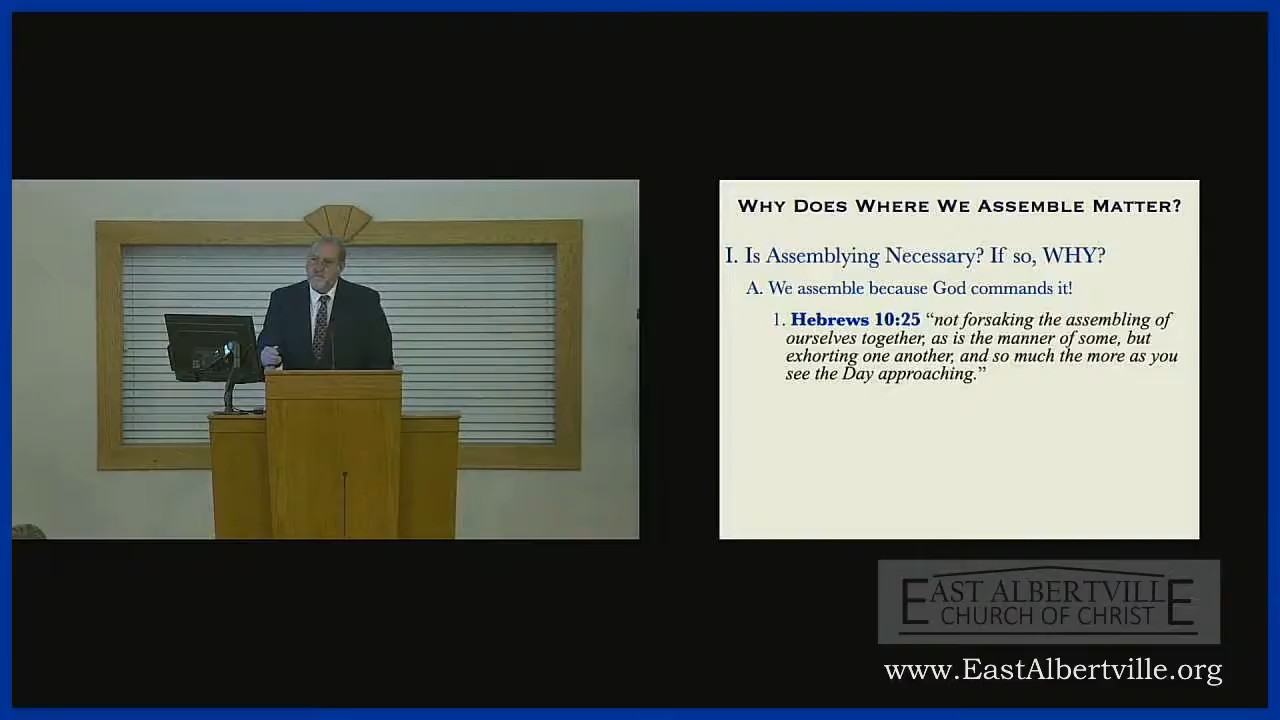 WHY DOES WHERE WE ASSEMBLE MATTER?
I. Is Assemblying Necessary? If so, WHY?
A. We assemble because God commands it!
1. Hebrews 10:25 “not forsaking the assembling of
ourselves together, as is the manner of some, but
exhorting one another, and so much the more as you
see the Day approaching.”
EAST ALBERTVILLE
CHURCH OF CHRIST
www.EastAlbertville.org